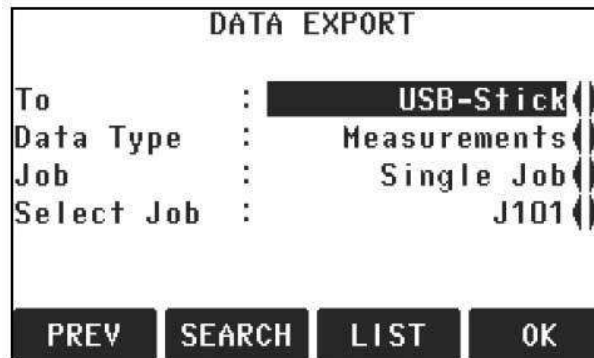 DATA EXPORT
To : USB-Stick
Data Type : Measurements
Job : Single Job
Select Job : J101
PREV SEARCH LIST OK